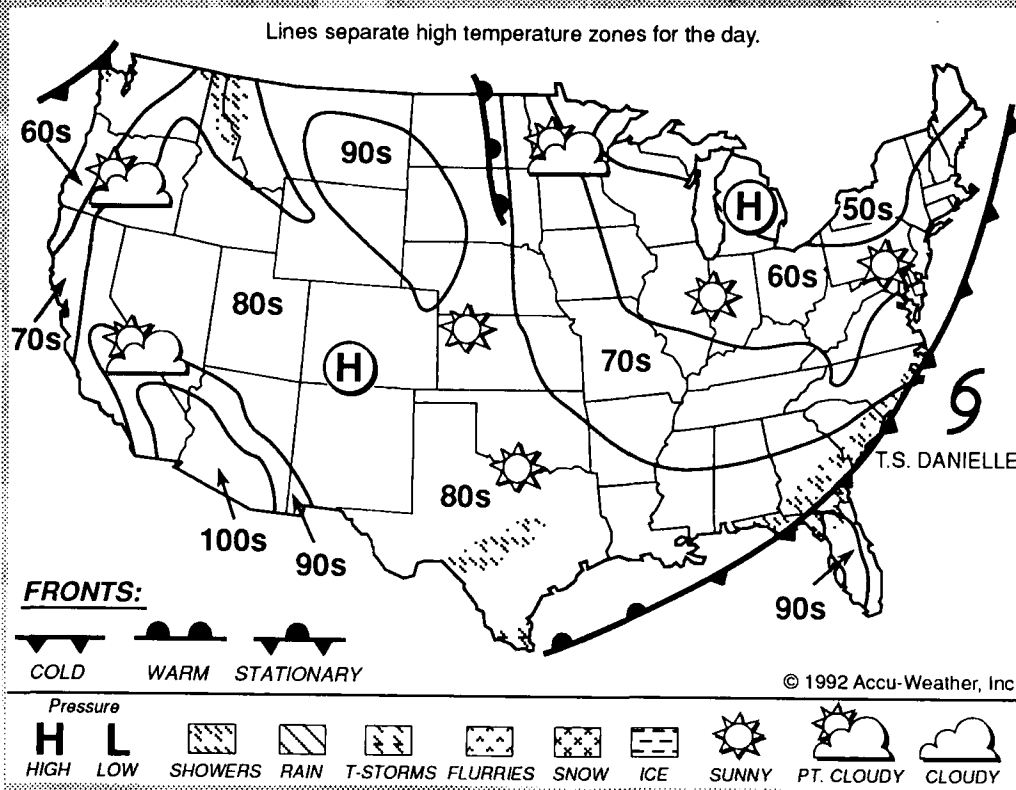 Lines separate high temperature zones for the day.
60s
90s
H
50s
60s
80s
70s
H
70s
T.S. DANIELLE
80s
100s
90s
90s
FRONTS:
COLD WARM STATIONARY
© 1992 Accu-Weather, Inc
Pressure
H L
HIGH LOW SHOWERS RAIN T-STORMS FLURRIES SNOW ICE SUNNY PT. CLOUDY CLOUDY